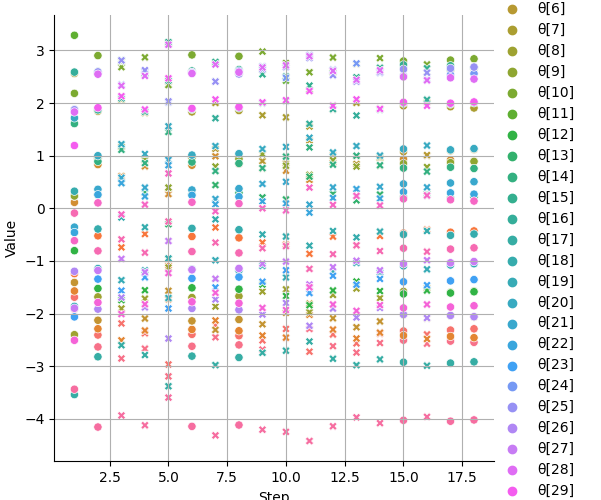 θ[6]
θ[7]
θ[8]
θ[9]
θ[10]
θ[11]
θ[12]
θ[13]
θ[14]
θ[15]
θ[16]
θ[17]
θ[18]
θ[19]
θ[20]
θ[21]
θ[22]
θ[23]
θ[24]
θ[25]
θ[26]
θ[27]
θ[28]
θ[29]
3
2
1
0
−1
−2
−3
−4
Value
2.5
5.0
7.5
10.0
12.5
15.0
17.5
Step